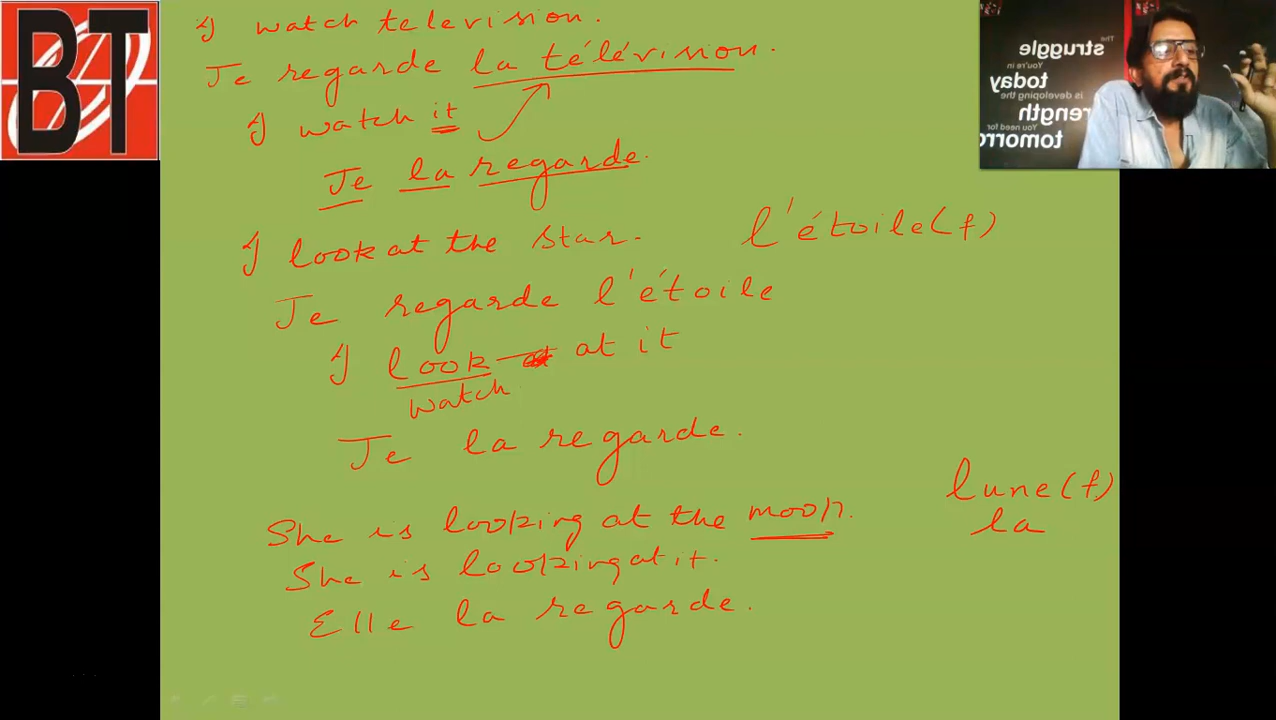 BT
I watch television.
Je regarde la télévision.
I watch it
Je la regarde.
I look at the star.
l'étoile (f)
Je regarde l'étoile
I look at it
watch
Je la regarde.
She is looking at the moon.
lune (f)
la
She is looking at it.
Elle la regarde.
The
struggle
You're in
today
is developing the
strength
You need for
tomorro